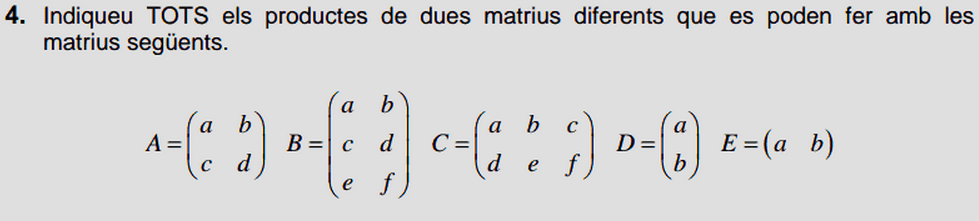 4. Indiqueu TOTS els productes de dues matrius diferents que es poden fer amb les
matrius següents.
A = (a b
c d) B = (a b
c d
e f) C = (a b c
d e f) D = (a
b) E = (a b)